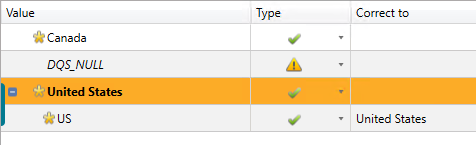 Value Type Correct to
Canada
DQS_NULL
United States
US United States